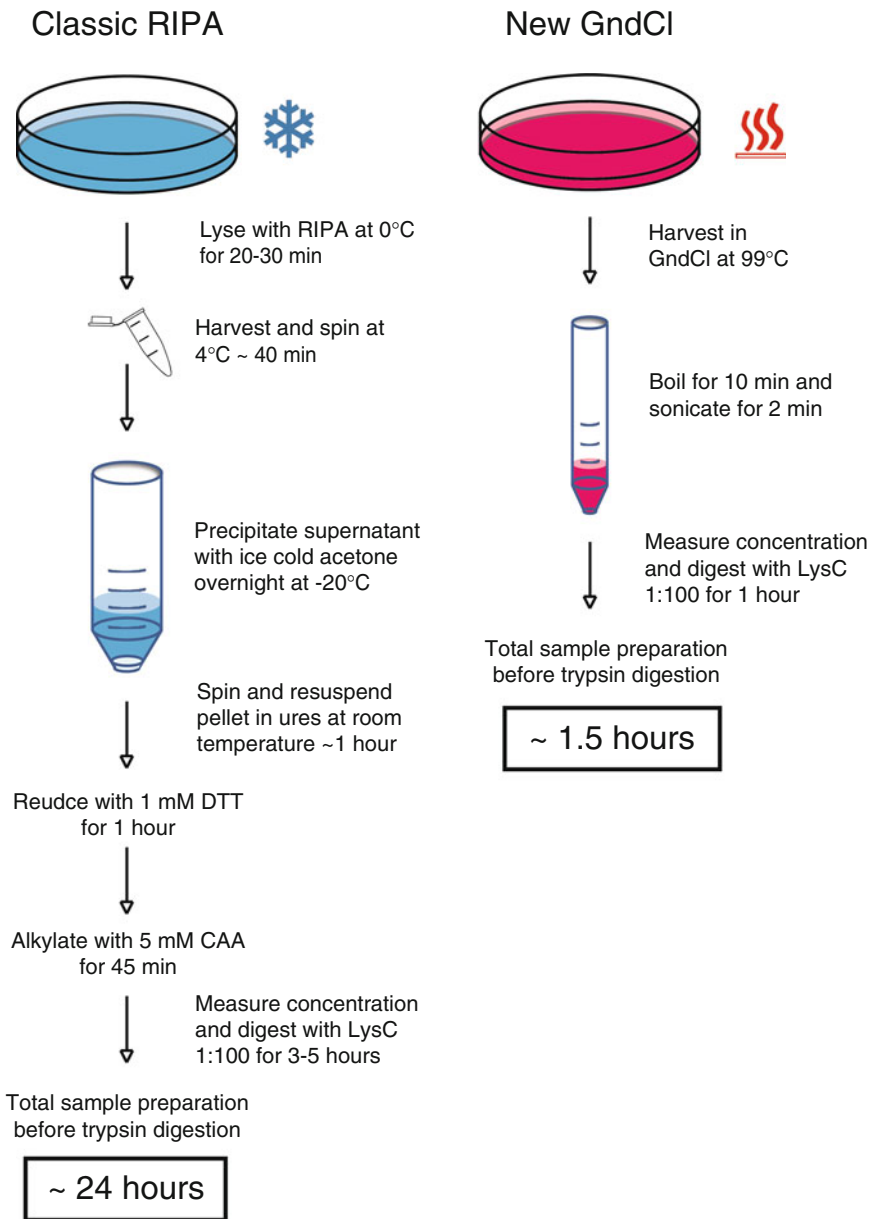 Classic RIPA
Lyse with RIPA at 0°C
for 20-30 min
Harvest and spin at
4°C ~ 40 min
Precipitate supernatant
with ice cold acetone
overnight at -20°C
Spin and resuspend
pellet in ures at room
temperature ~1 hour
Reudce with 1 mM DTT
for 1 hour
Alkylate with 5 mM CAA
for 45 min
Measure concentration
and digest with LysC
1:100 for 3-5 hours
Total sample preparation
before trypsin digestion
~ 24 hours
New GndCl
Harvest in
GndCl at 99°C
Boil for 10 min and
sonicate for 2 min
Measure concentration
and digest with LysC
1:100 for 1 hour
Total sample preparation
before trypsin digestion
~ 1.5 hours